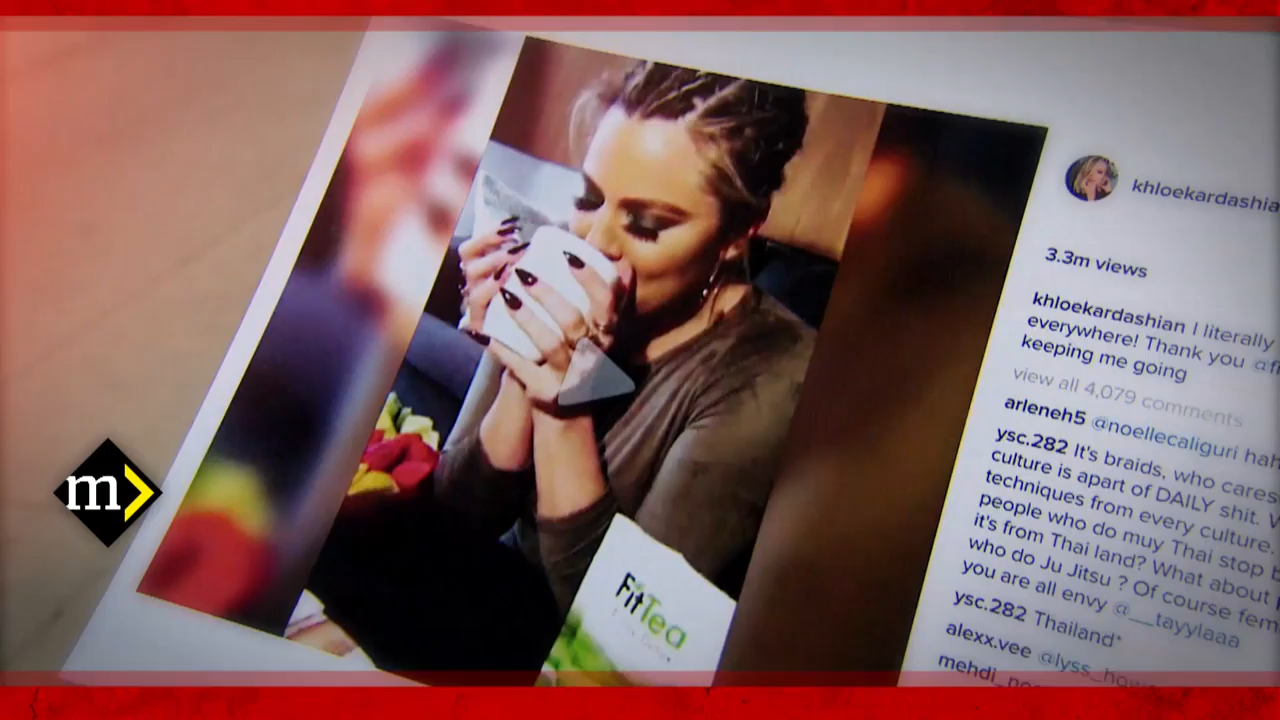 m
khloekardashia
3.3m views
khloekardashian I literally
everywhere! Thank you @f
keeping me going
view all 4,079 comments
arleneh5 @noellecaliguri hah
ysc.282 It's braids, who cares
culture is apart of DAILY shit.
techniques from every culture.
people who do muy Thai stop
it's from Thai land? What about
who do Ju Jitsu ? Of course fem
you are all envy @__tayylaaa
ysc.282 Thailand*
alexx.vee @lyss_how
mehdi_
FitTea